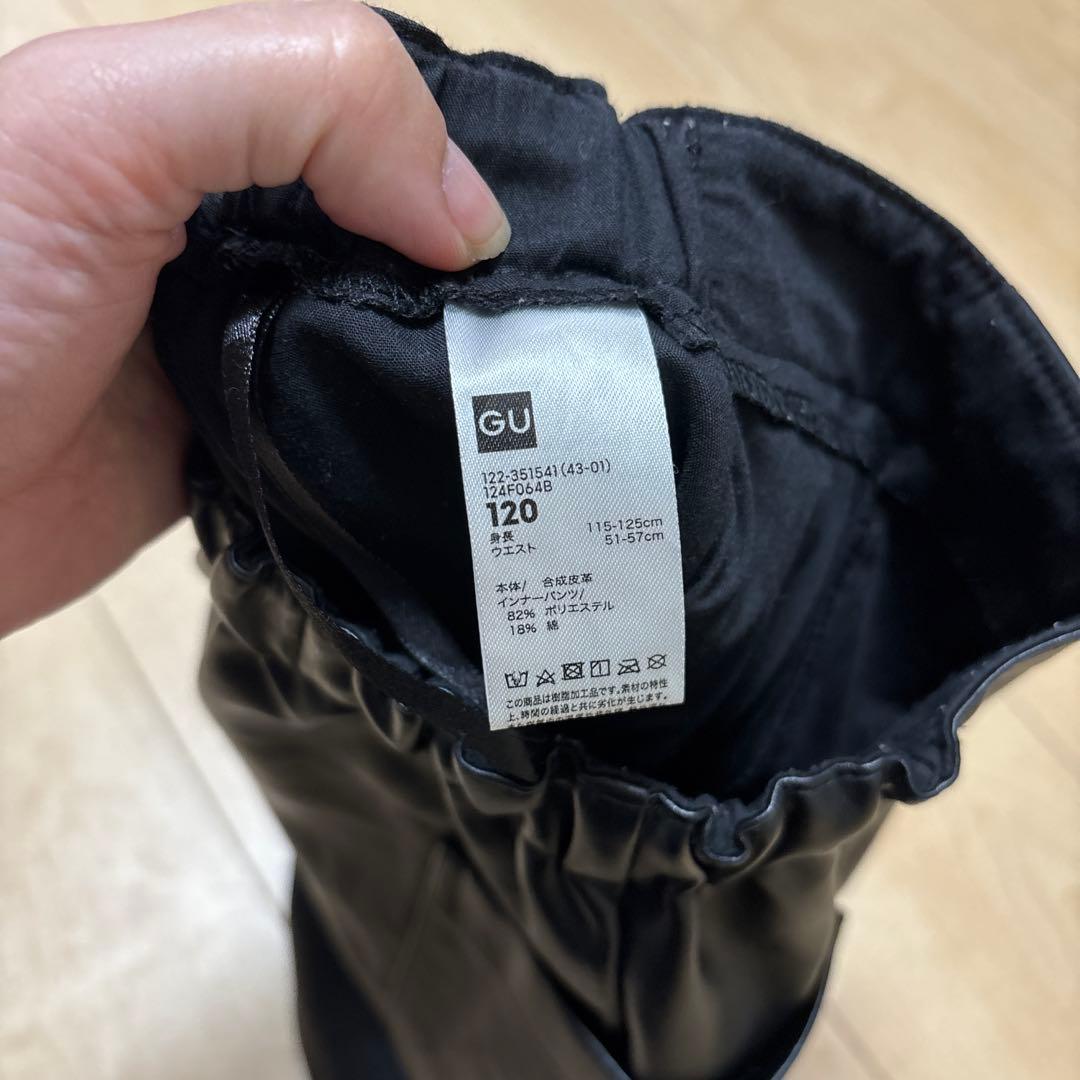 GU
122-351541(43-01)
124F064B
120
身長 115-125cm
ウエスト 51-57cm
本体/ 合成皮革
インナーパンツ/
82% ポリエステル
18% 綿
この商品は樹脂加工品です。素材の特性
上、時間の経過と共に劣化が生じます。